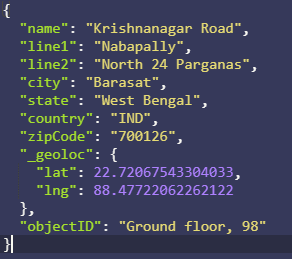 {
"name": "Krishnanagar Road",
"line1": "Nabapally",
"line2": "North 24 Parganas",
"city": "Barasat",
"state": "West Bengal",
"country": "IND",
"zipCode": "700126",
"_geoloc": {
"lat": 22.72067543304033,
"lng": 88.47722062262122
},
"objectID": "Ground floor, 98"
}